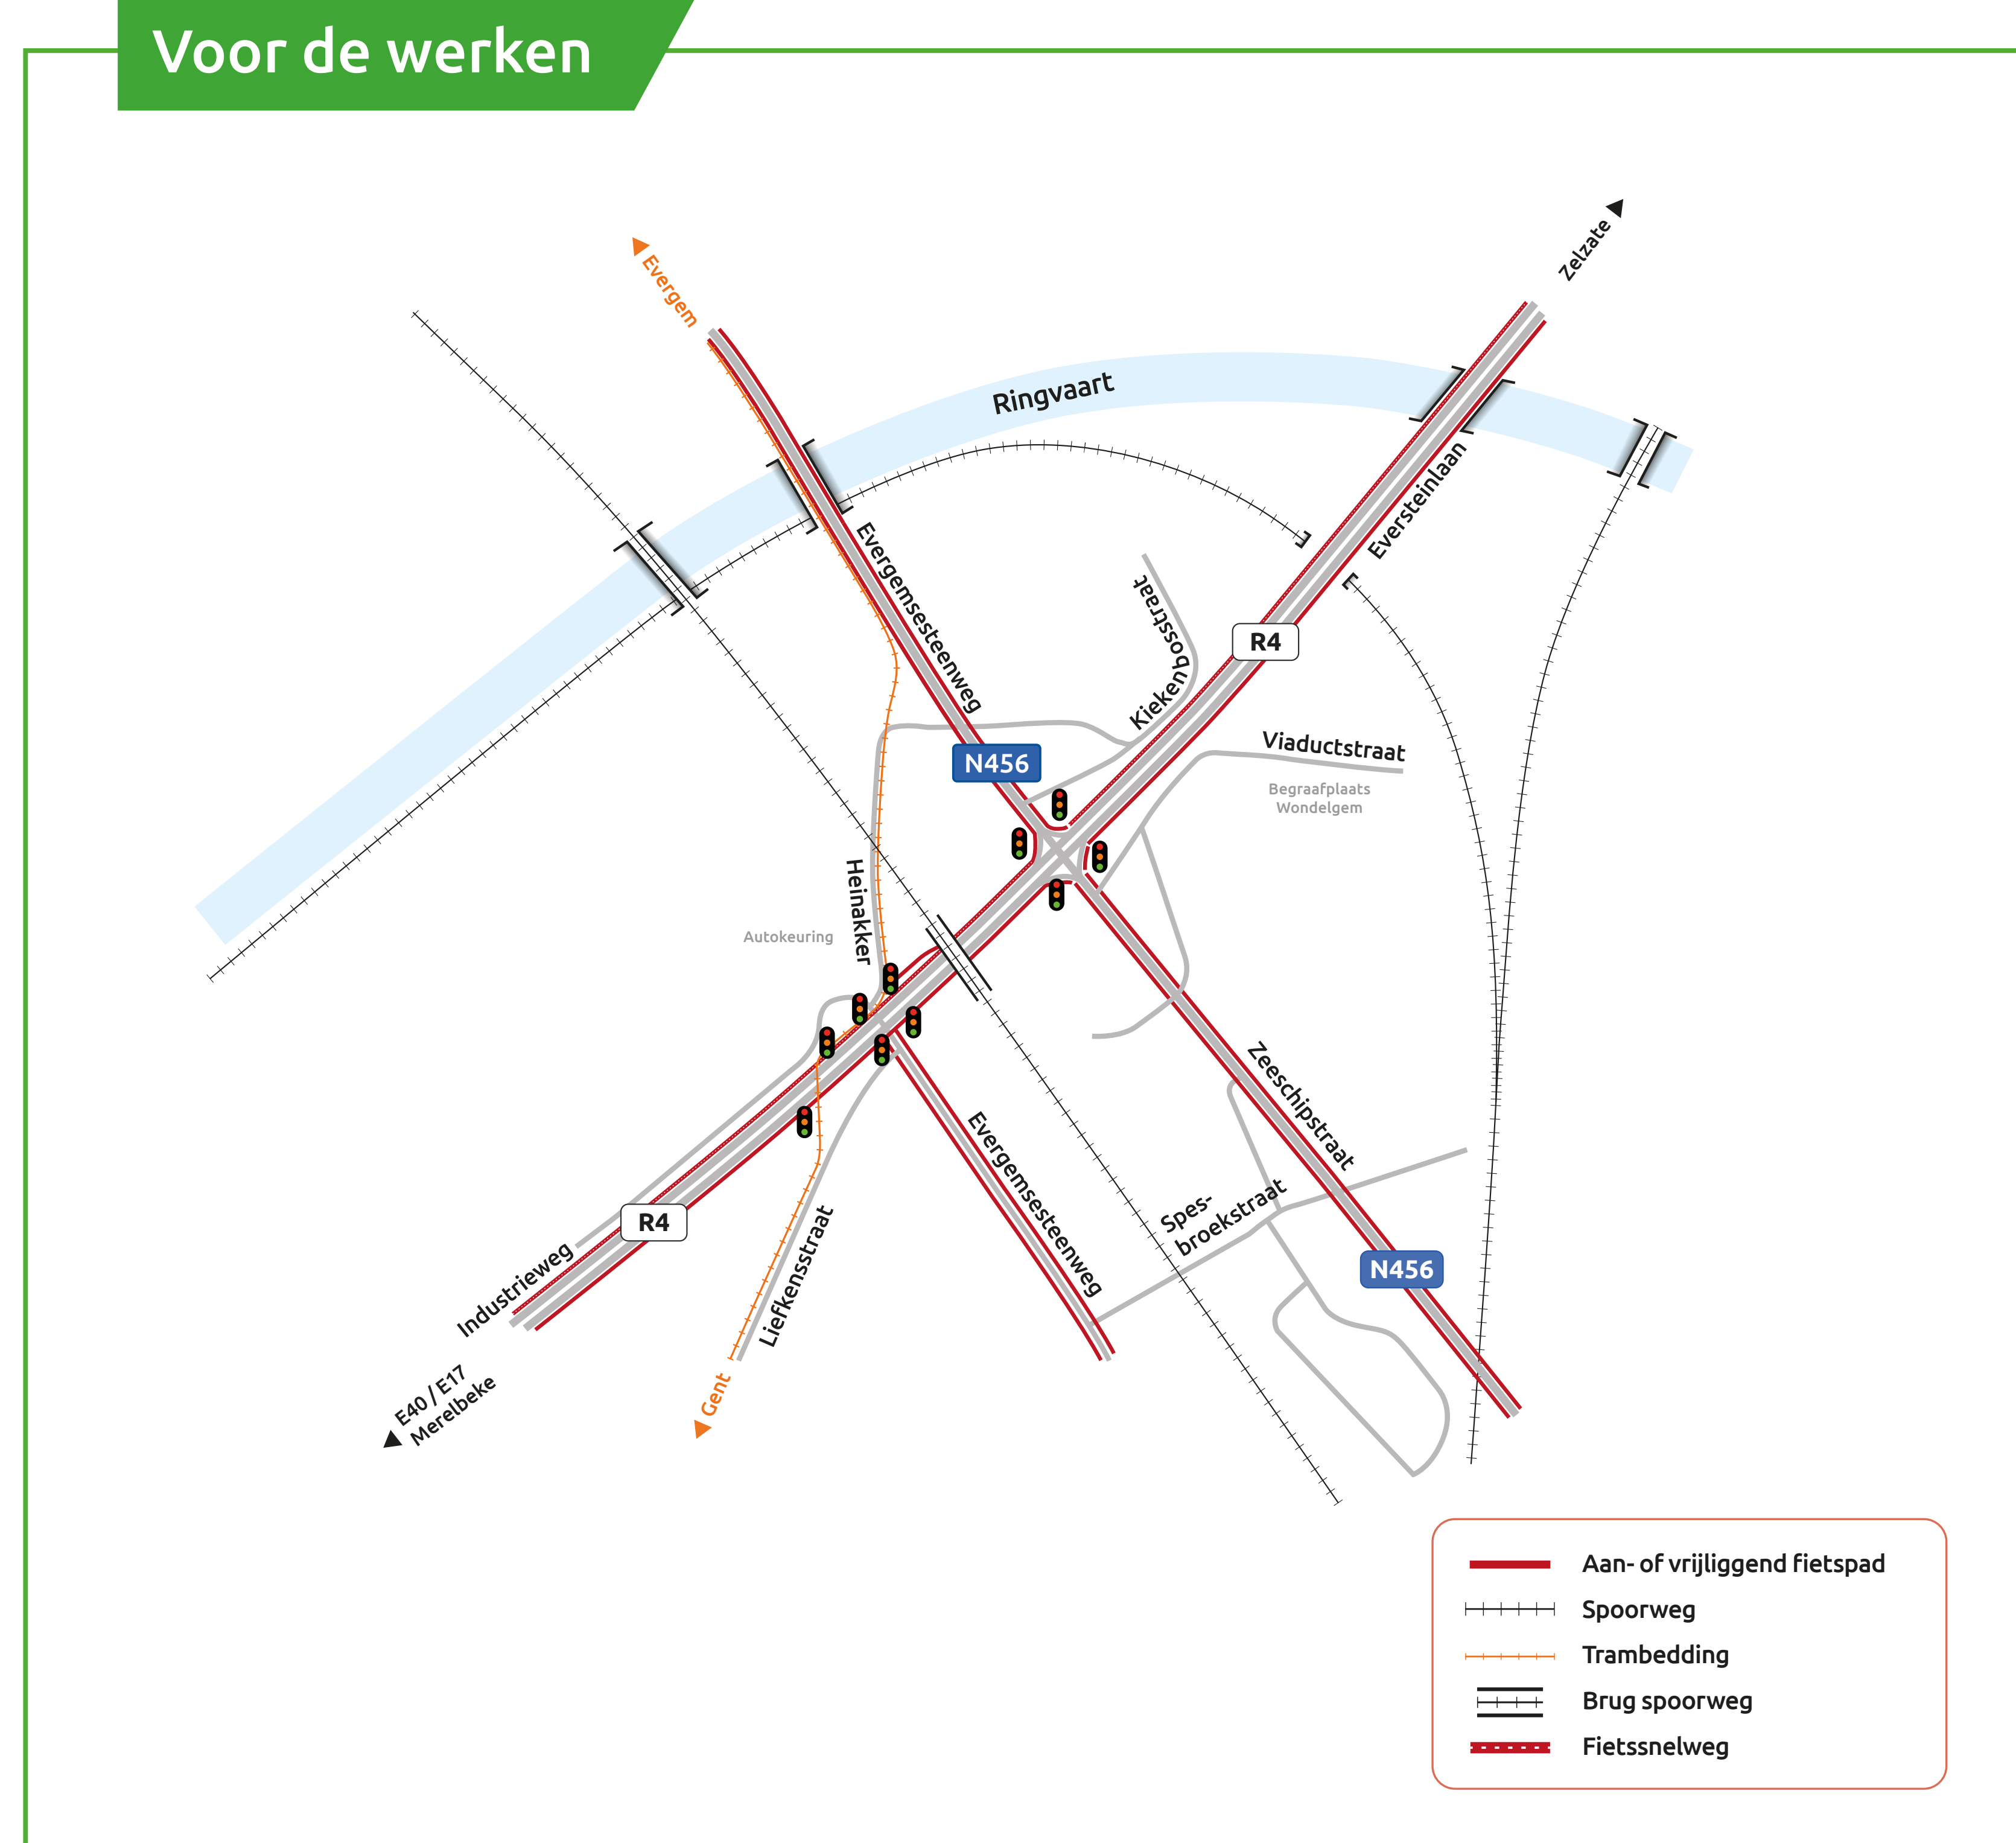 Voor de werken
Zelzate
Evergem
Ringvaart
Eversteinlaan
Evergemsesteenweg
Kiekenbosstraat
R4
Viaductstraat
N456
Begraafplaats
Wondelgem
Heinakker
Autokeuring
Zeeschipstraat
Evergemsesteenweg
Spes-
broekstraat
R4
Liefkensstraat
Industrieweg
N456
E40 / E17
Merelbeke
Gent
Aan- of vrijliggend fietspad
Spoorweg
Trambedding
Brug spoorweg
Fietssnelweg